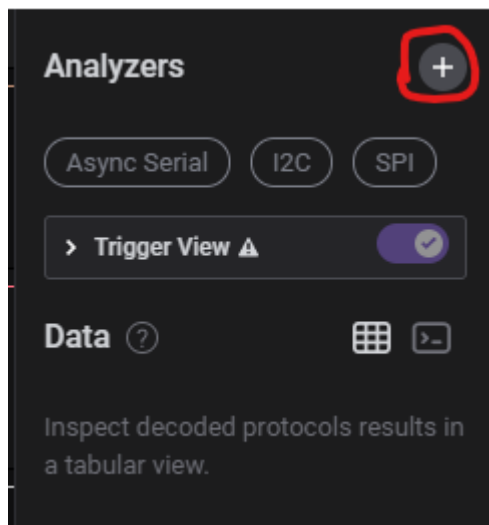 Analyzers
Async Serial I2C SPI
Trigger View
Data
Inspect decoded protocols results in
a tabular view.